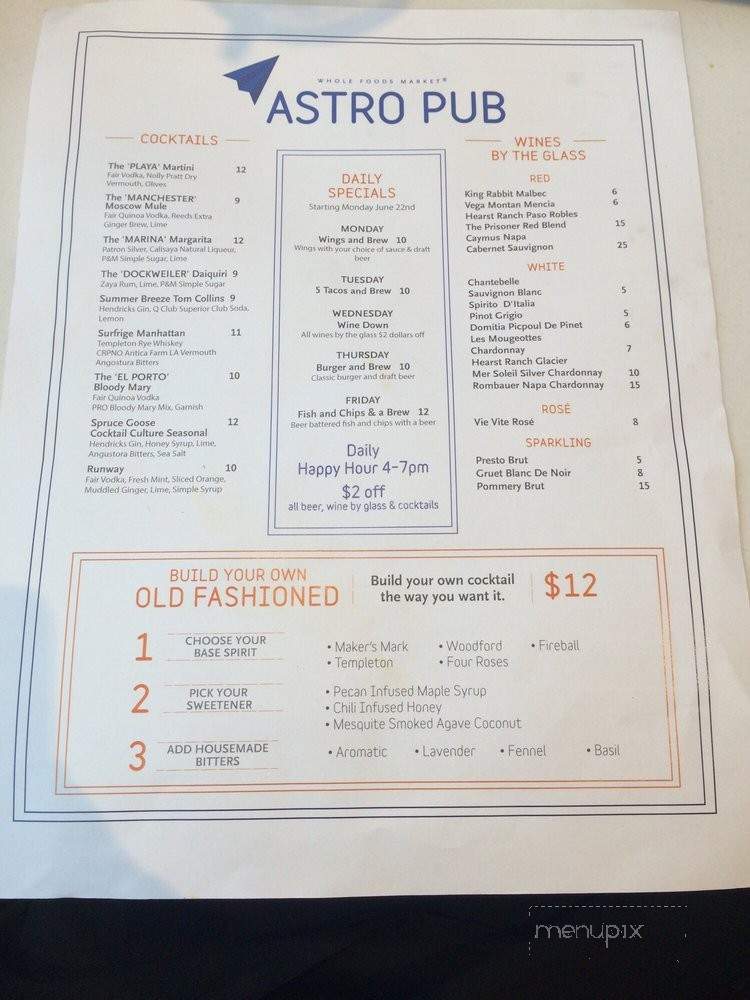 WHOLE FOODS MARKET®
ASTRO PUB
COCKTAILS
The 'PLAYA' Martini 12
Fair Vodka, Nolly Pratt Dry
Vermouth, Olives
The 'MANCHESTER' 9
Moscow Mule
Fair Quinoa Vodka, Reeds Extra
Ginger Brew, Lime
The 'MARINA' Margarita 12
Patron Silver, Calisaya Natural Liqueur,
P&M Simple Sugar, Lime
The 'DOCKWEILER' Daiquiri 9
Zaya Rum, Lime, P&M Simple Sugar
Summer Breeze Tom Collins 9
Hendricks Gin, Q Club Superior Club Soda,
Lemon
Surfrige Manhattan 11
Templeton Rye Whiskey
CRPNO Antica Farm LA Vermouth
Angostura Bitters
The 'EL PORTO' 10
Bloody Mary
Fair Quinoa Vodka
PRO Bloody Mary Mix, Garnish
Spruce Goose 12
Cocktail Culture Seasonal
Hendricks Gin, Honey Syrup, Lime,
Angustora Bitters, Sea Salt
Runway 10
Fair Vodka, Fresh Mint, Sliced Orange,
Muddled Ginger, Lime, Simple Syrup
DAILY
SPECIALS
Starting Monday June 22nd
MONDAY
Wings and Brew 10
Wings with your choice of sauce & draft
beer
TUESDAY
5 Tacos and Brew 10
WEDNESDAY
Wine Down
All wines by the glass $2 dollars off
THURSDAY
Burger and Brew 10
Classic burger and draft beer
FRIDAY
Fish and Chips & a Brew 12
Beer battered fish and chips with a beer
Daily
Happy Hour 4-7pm
$2 off
all beer, wine by glass & cocktails
WINES
BY THE GLASS
RED
King Rabbit Malbec 6
Vega Montan Mencia 6
Hearst Ranch Paso Robles
The Prisoner Red Blend 15
Caymus Napa
Cabernet Sauvignon 25
WHITE
Chantebelle
Sauvignon Blanc 5
Spirito D'Italia
Pinot Grigio 5
Domitia Picpoul De Pinet 6
Les Mougeottes
Chardonnay 7
Hearst Ranch Glacier
Mer Soleil Silver Chardonnay 10
Rombauer Napa Chardonnay 15
ROSÉ
Vie Vite Rosé 8
SPARKLING
Presto Brut 5
Gruet Blanc De Noir 8
Pommery Brut 15
BUILD YOUR OWN
OLD FASHIONED
Build your own cocktail
the way you want it.
$12
1 CHOOSE YOUR
BASE SPIRIT
• Maker's Mark • Woodford • Fireball
• Templeton • Four Roses
2 PICK YOUR
SWEETENER
• Pecan Infused Maple Syrup
• Chili Infused Honey
• Mesquite Smoked Agave Coconut
3 ADD HOUSEMADE
BITTERS
• Aromatic • Lavender • Fennel • Basil
menupix